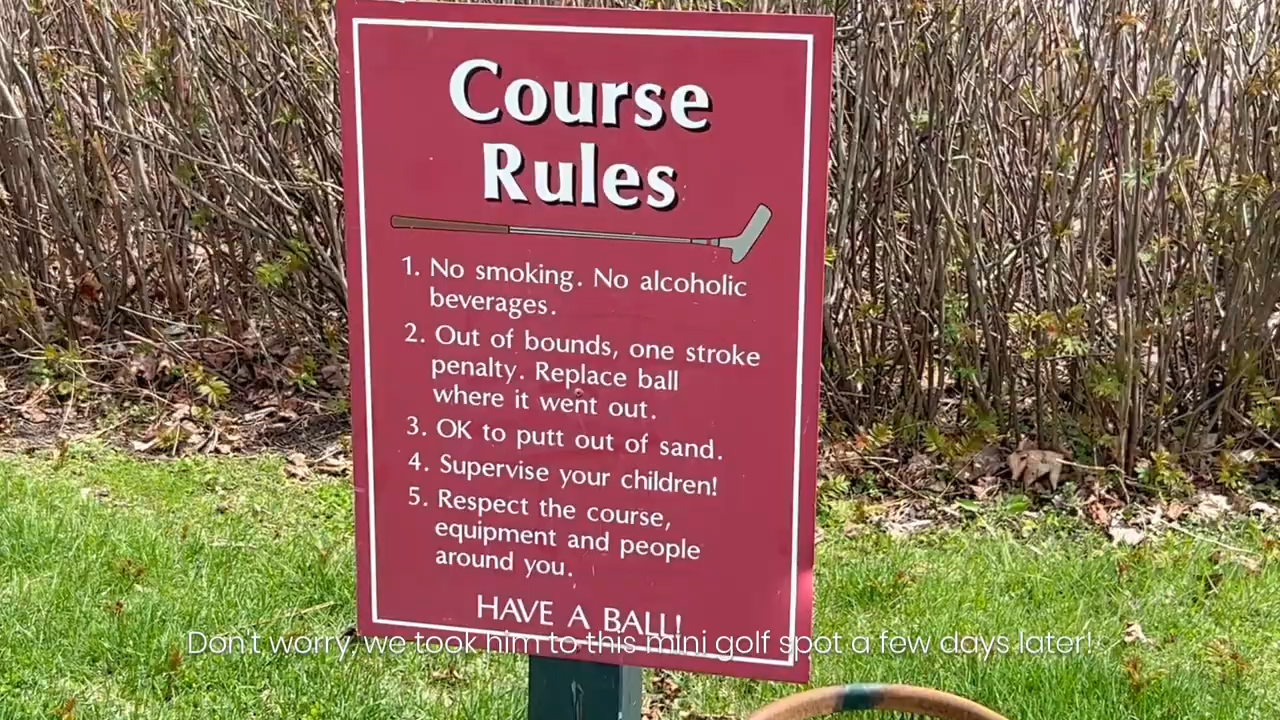 Course
Rules
1. No smoking. No alcoholic
beverages.
2. Out of bounds, one stroke
penalty. Replace ball
where it went out.
3. OK to putt out of sand.
4. Supervise your children!
5. Respect the course,
equipment and people
around you.
HAVE A BALL!
Don't worry, we took him to this mini golf spot a few days later!